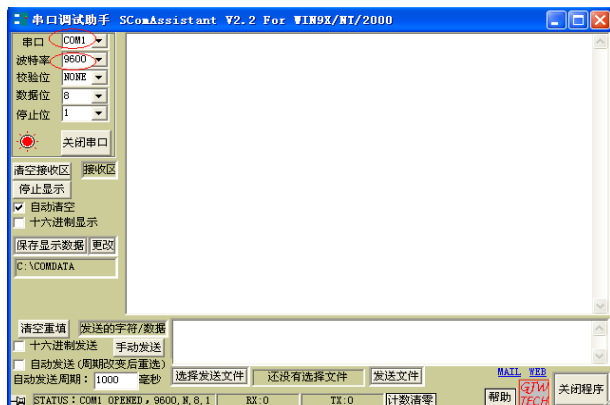 串口调试助手 SComAssistant V2.2 For WIN9X/NT/2000
串口 COM1
波特率 9600
校验位 NONE
数据位 8
停止位 1
关闭串口
清空接收区 接收区
停止显示
自动清空
十六进制显示
保存显示数据 更改
C:\COMDATA
清空重填 发送的字符/数据
十六进制发送 手动发送
自动发送(周期改变后重选)
自动发送周期: 1000 毫秒 选择发送文件 还没有选择文件 发送文件 MAIL WEB
STATUS:COM1 OPENED,9600,N,8,1 RX:0 TX:0 计数清零 帮助 GJW TECH 关闭程序